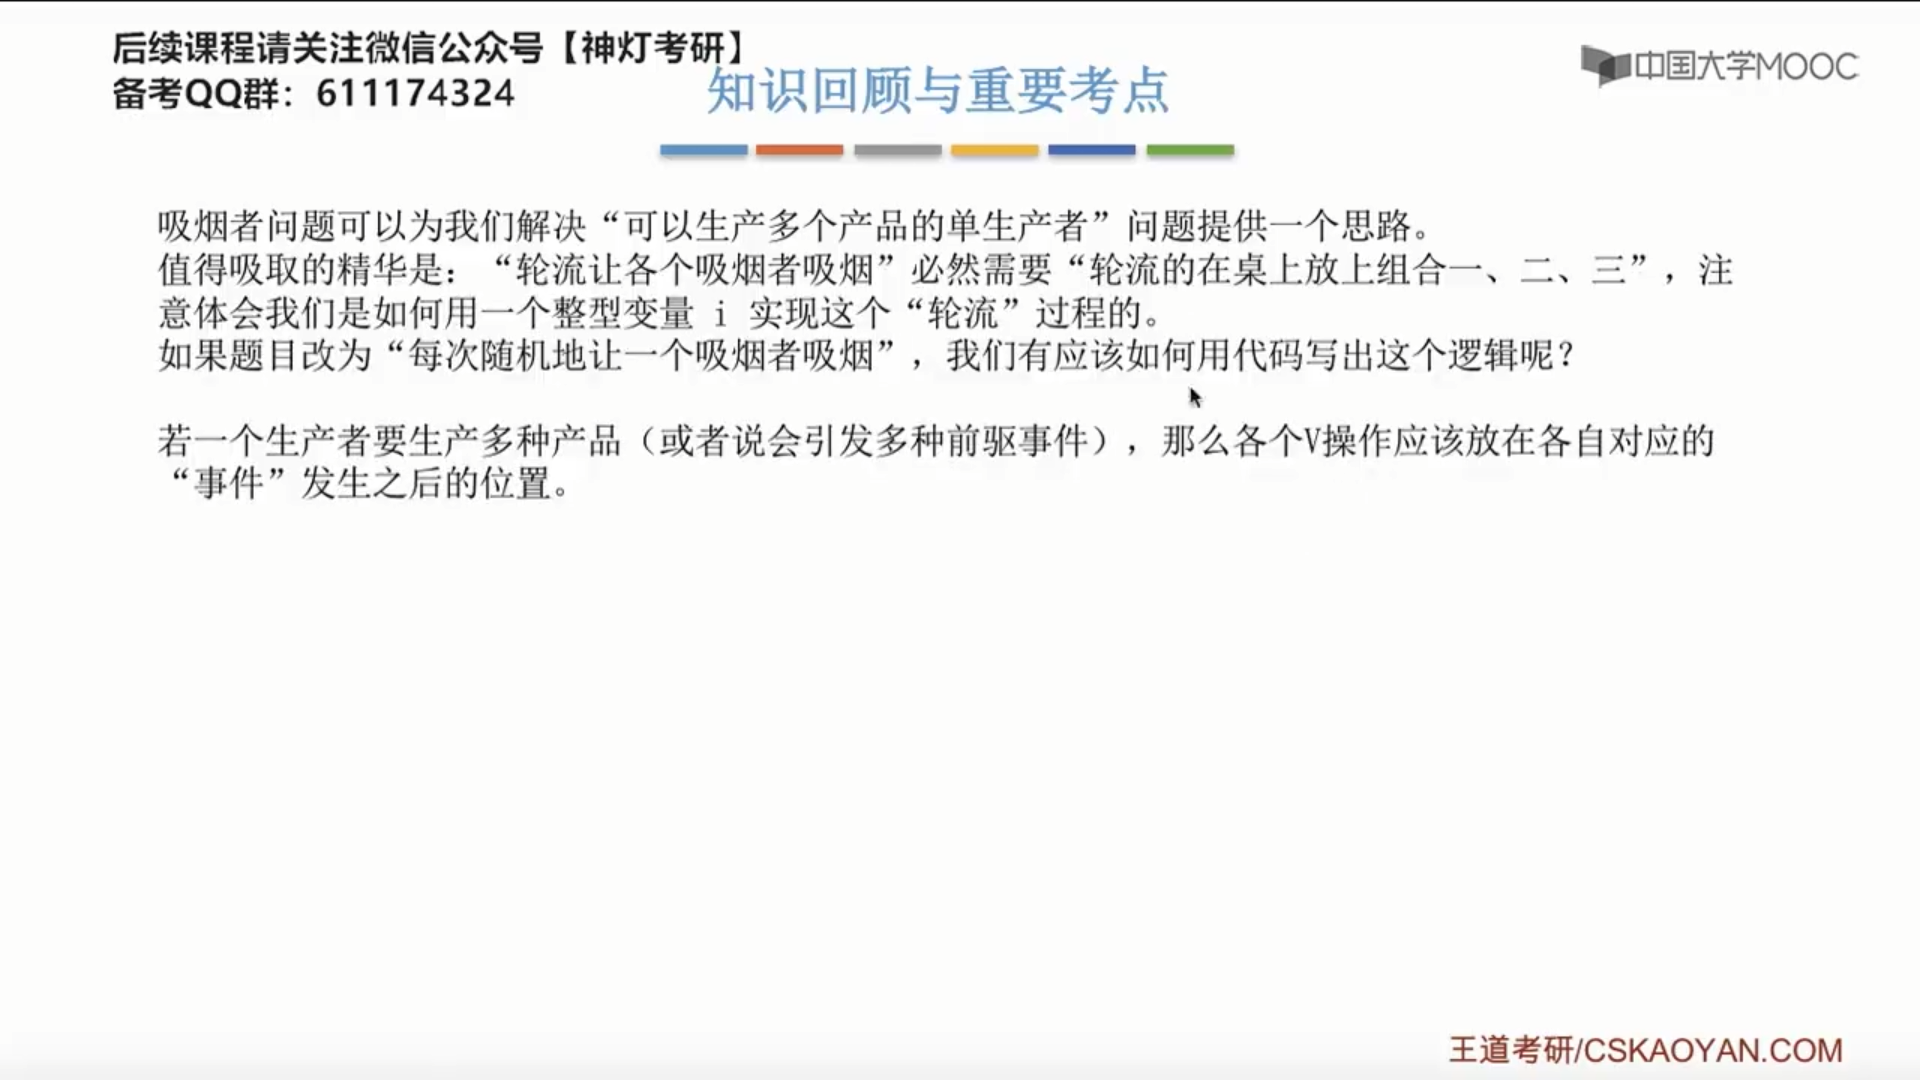 后续课程请关注微信公众号【神灯考研】
备考QQ群：611174324
中国大学MOOC
知识回顾与重要考点
吸烟者问题可以为我们解决“可以生产多个产品的单生产者”问题提供一个思路。
值得吸取的精华是：“轮流让各个吸烟者吸烟”必然需要“轮流的在桌上放上组合一、二、三”，注
意体会我们是如何用一个整型变量 i 实现这个“轮流”过程的。
如果题目改为“每次随机地让一个吸烟者吸烟”，我们有应该如何用代码写出这个逻辑呢？
若一个生产者要生产多种产品（或者说会引发多种前驱事件），那么各个V操作应该放在各自对应的
“事件”发生之后的位置。
王道考研/CSKAOYAN.COM